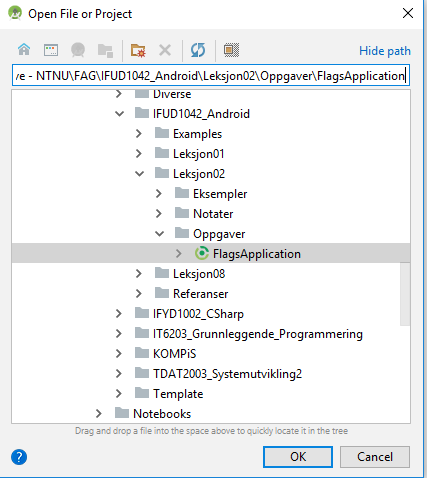 Open File or Project
Hide path
ve - NTNU\FAG\IFUD1042_Android\Leksjon02\Oppgaver\FlagsApplication
Diverse
IFUD1042_Android
Examples
Leksjon01
Leksjon02
Eksempler
Notater
Oppgaver
FlagsApplication
Leksjon08
Referanser
IFYD1002_CSharp
IT6203_Grunnleggende_Programmering
KOMPiS
TDAT2003_Systemutvikling2
Template
Notebooks
Drag and drop a file into the space above to quickly locate it in the tree
? OK Cancel